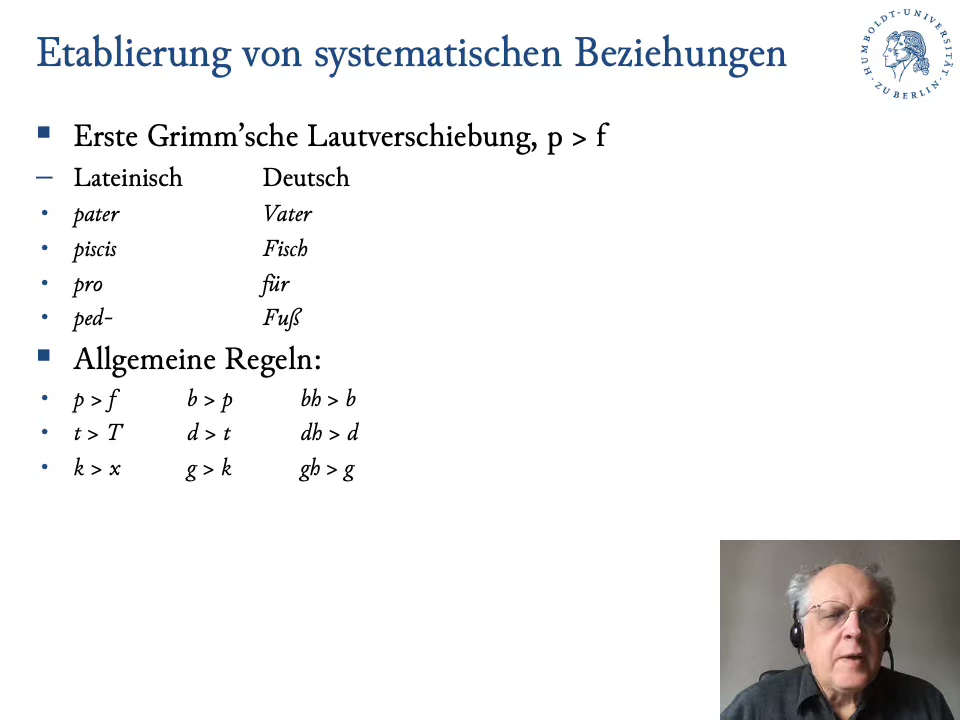 Etablierung von systematischen Beziehungen
HUMBOLDT-UNIVERSITÄT ZU BERLIN
Erste Grimm’sche Lautverschiebung, p > f
Lateinisch Deutsch
pater Vater
piscis Fisch
pro für
ped- Fuß
Allgemeine Regeln:
p > f b > p bh > b
t > T d > t dh > d
k > x g > k gh > g